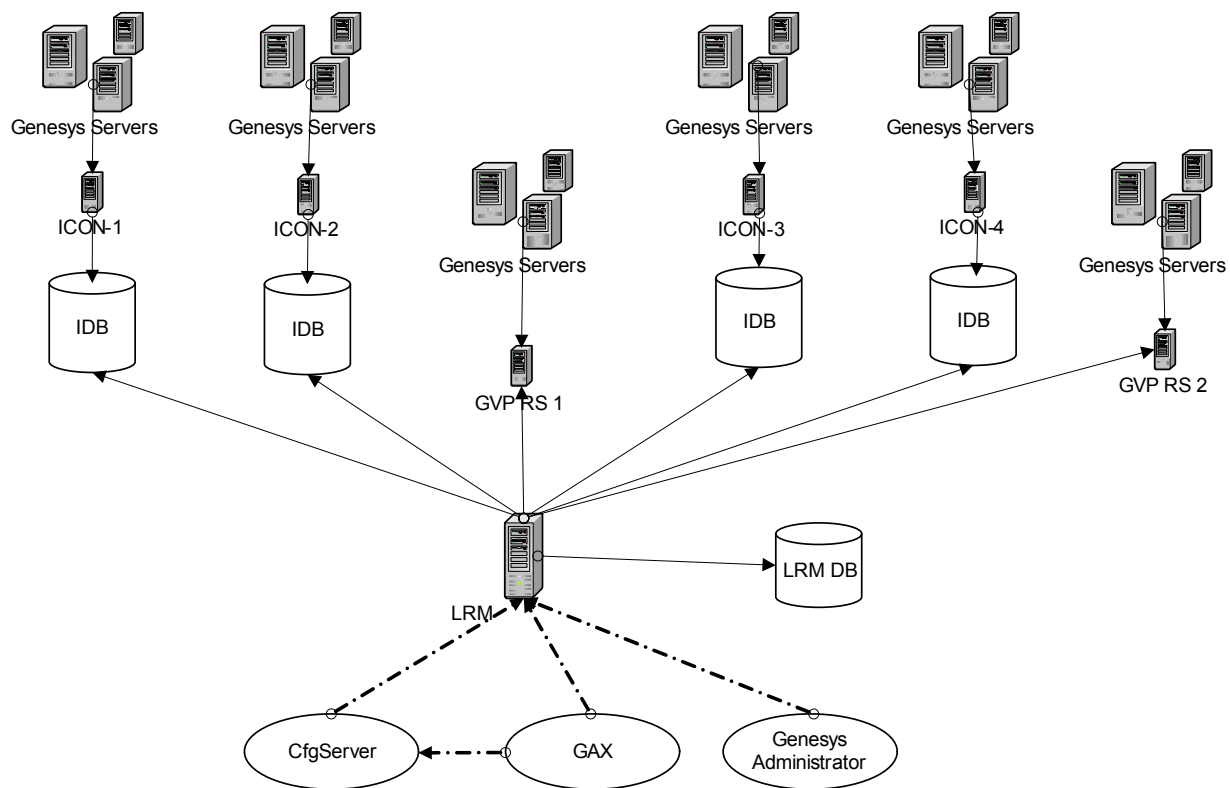 Genesys Servers
Genesys Servers
Genesys Servers
Genesys Servers
ICON-1
ICON-2
ICON-3
ICON-4
Genesys Servers
Genesys Servers
IDB
IDB
IDB
IDB
GVP RS 1
GVP RS 2
LRM DB
LRM
CfgServer
GAX
Genesys
Administrator